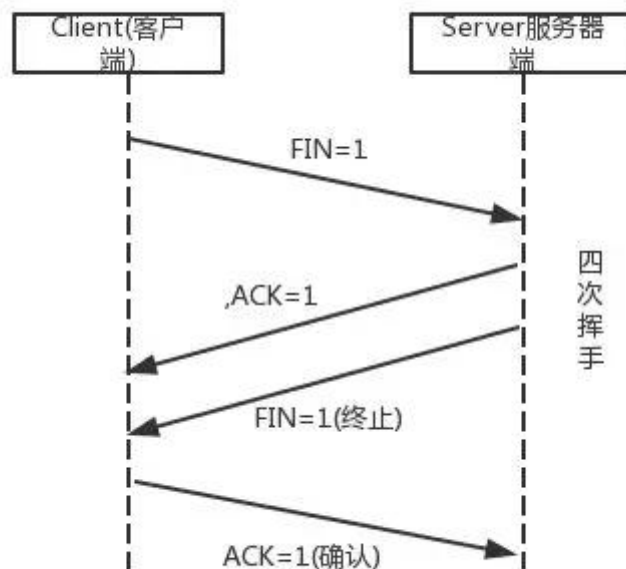 Client(客户
端)
Server服务器
端
FIN=1
,ACK=1
FIN=1(终止)
ACK=1(确认)
四
次
挥
手